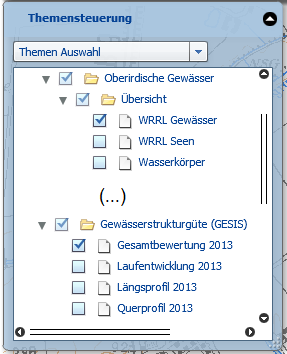 Themensteuerung
Themen Auswahl
Oberirdische Gewässer
Übersicht
WRRL Gewässer
WRRL Seen
Wasserkörper
(...)
Gewässerstrukturgüte (GESIS)
Gesamtbewertung 2013
Laufentwicklung 2013
Längsprofil 2013
Querprofil 2013